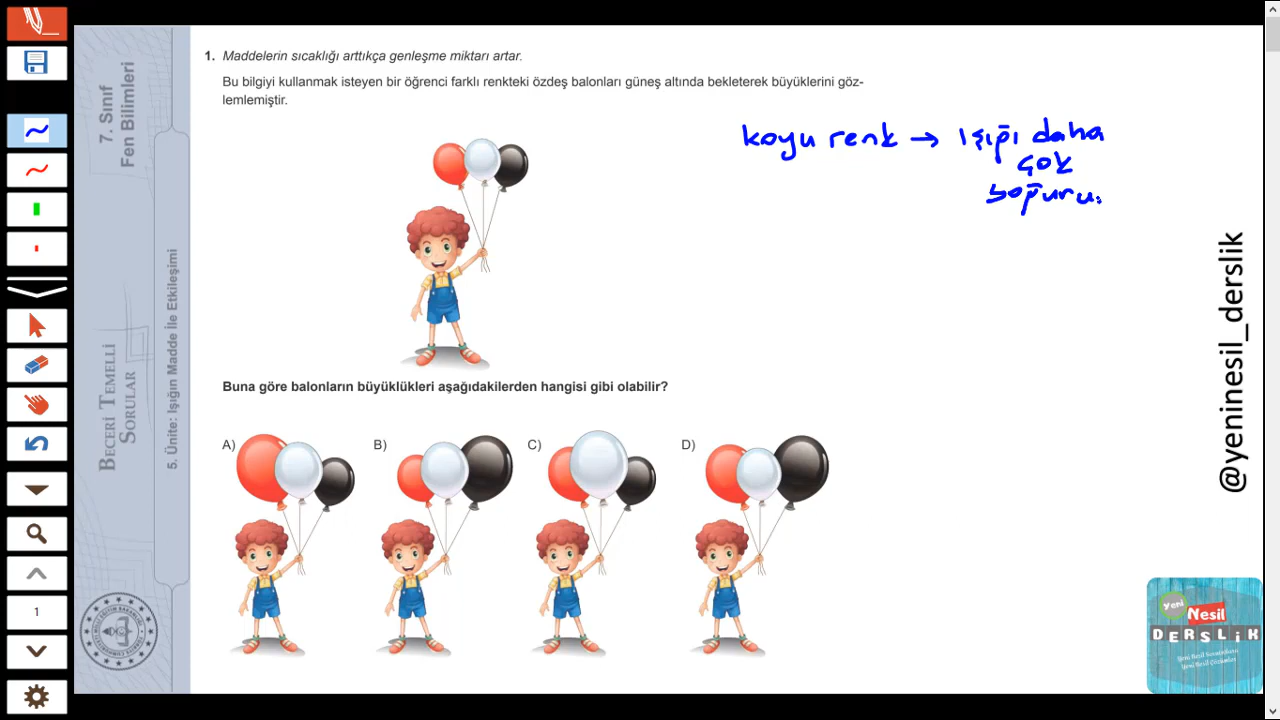 7. Sınıf
Fen Bilimleri
5. Ünite: Işığın Madde İle Etkileşimi
BECERİ TEMELLİ
SORULAR
1. Maddelerin sıcaklığı arttıkça genleşme miktarı artar.
Bu bilgiyi kullanmak isteyen bir öğrenci farklı renkteki özdeş balonları güneş altında bekleterek büyüklerini göz-
lemlemiştir.
koyu renk → ışığı daha
çok
soğuru.
Buna göre balonların büyüklükleri aşağıdakilerden hangisi gibi olabilir?
A)
B)
C)
D)
@yeninesil_derslik
1
Yeni
Nesil
DERSLİK